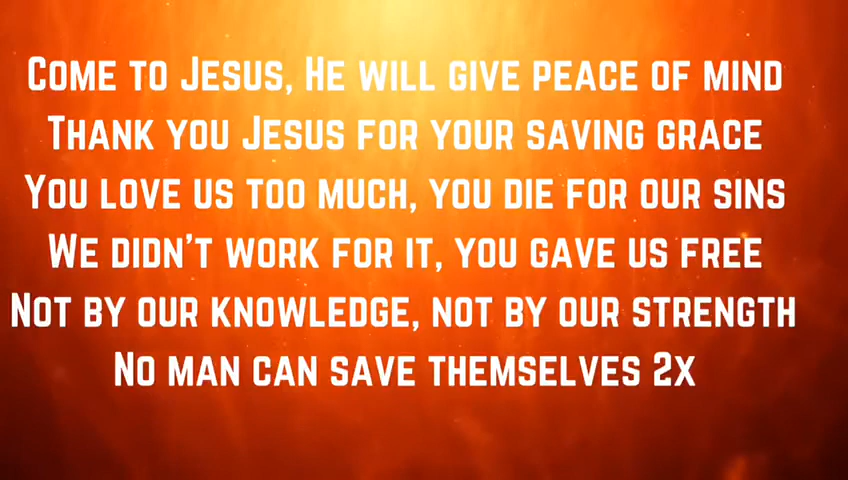 Come to Jesus, He will give peace of mind
Thank you Jesus for your saving grace
You love us too much, you die for our sins
We didn't work for it, you gave us free
Not by our knowledge, not by our strength
No man can save themselves 2x